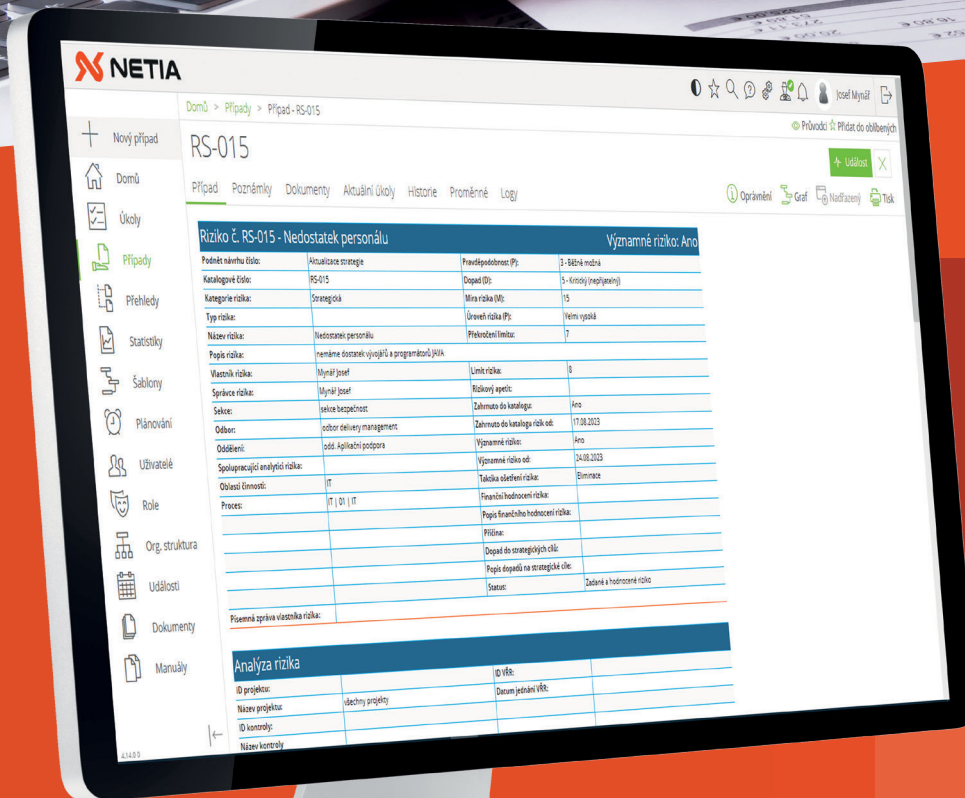 NETIA
Josef Mynář
Domů > Případy > Případ - RS-015
Průvodci Přidat do oblíbených
Nový případ
RS-015
Událost
Domů
Případ Poznámky Dokumenty Aktuální úkoly Historie Proměnné Logy
Oprávnění Graf Nadřazený Tisk
Úkoly
Případy
Přehledy
Statistiky
Šablony
Plánování
Uživatelé
Role
Org. struktura
Události
Dokumenty
Manuály
4.14.0.0
Riziko č. RS-015 - Nedostatek personálu Významné riziko: Ano
Podnět návrhu číslo: Aktualizace strategie Pravděpodobnost (P): 3 - Běžně možná
Katalogové číslo: RS-015 Dopad (D): 5 - Kritický (nepřijatelný)
Kategorie rizika: Strategická Míra rizika (M): 15
Typ rizika: Úroveň rizika (P): Velmi vysoká
Název rizika: Nedostatek personálu Překročení limitu: 7
Popis rizika: nemáme dostatek vývojářů a programátorů JAVA
Vlastník rizika: Mynář Josef Limit rizika: 8
Správce rizika: Mynář Josef Rizikový apetit:
Sekce: sekce bezpečnost Zahrnuto do katalogu: Ano
Odbor: odbor delivery management Zahrnuto do katalogu rizik od: 17.08.2023
Oddělení: odd. Aplikační podpora Významné riziko: Ano
Spolupracující analytici rizika: Významné riziko od: 24.08.2023
Oblasti činnosti: IT Taktika ošetření rizika: Eliminace
Proces: IT | 01 | IT Finanční hodnocení rizika:
Popis finančního hodnocení rizika:
Příčina:
Dopad do strategických cílů:
Popis dopadů na strategické cíle:
Status: Zadané a hodnocené riziko
Písemná zpráva vlastníka rizika:
Analýza rizika
ID projektu: ID VŘR:
Název projektu: všechny projekty Datum jednání VŘR:
ID kontroly:
Název kontroly